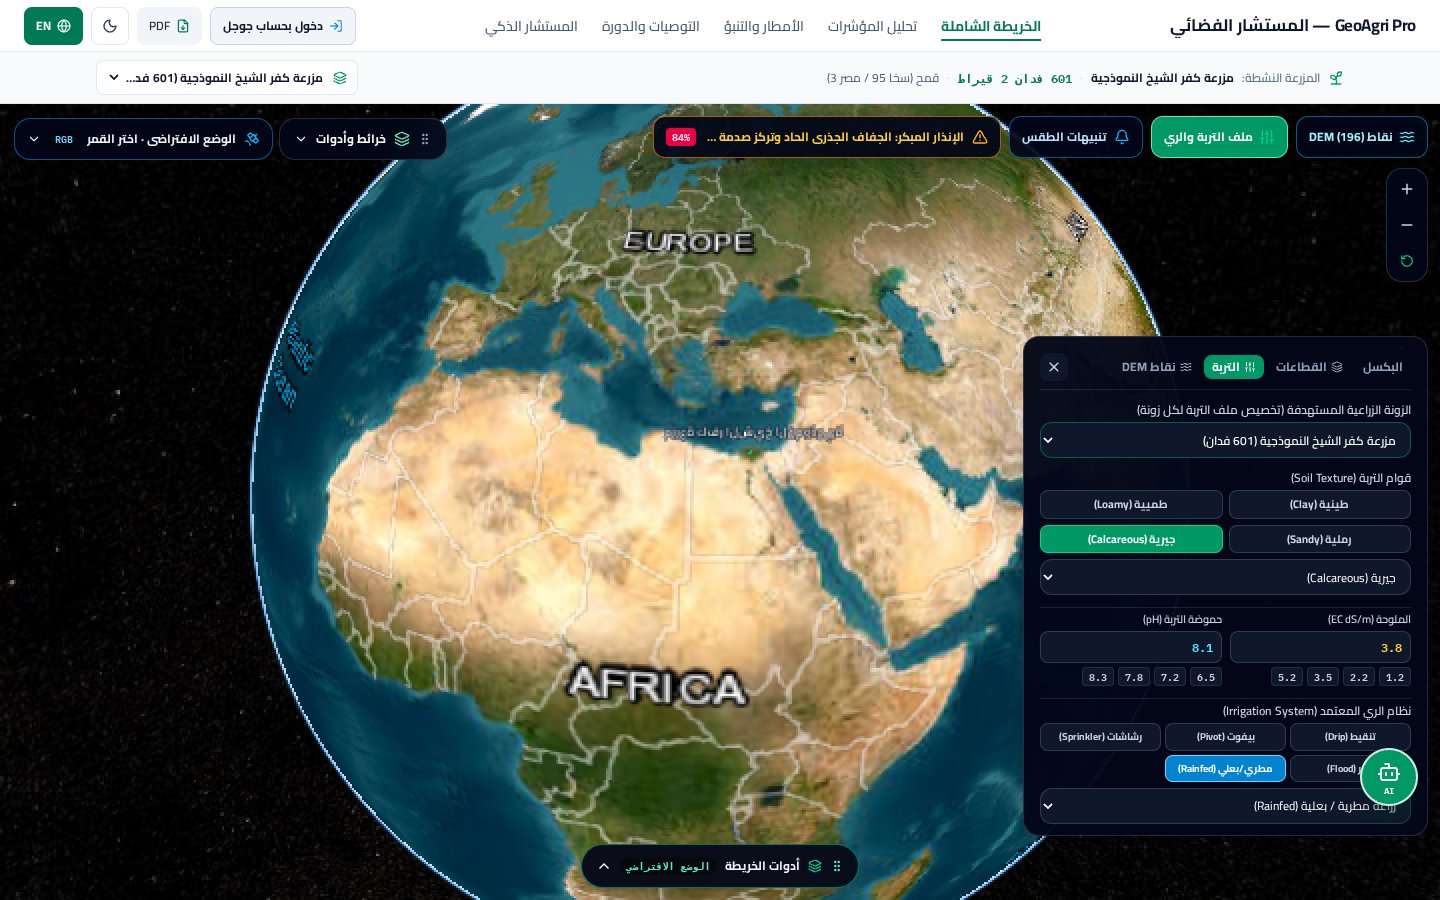 GeoAgri Pro — المستشار الفضائي
الخريطة الشاملة
تحليل المؤشرات
الأمطار والتنبؤ
التوصيات والدورة
المستشار الذكي
دخول بحساب جوجل
PDF
EN
المزرعة النشطة: مزرعة كفر الشيخ النموذجية · 601 فدان 2 قيراط · قمح (سخا 95 / مصر 3)
مزرعة كفر الشيخ النموذجية (601 فد...
نقاط DEM (196)
ملف التربة والري
تنبيهات الطقس
الإنذار المبكر: الجفاف الجذري الحاد وتركز صدمة ... 84%
خرائط وأدوات
الوضع الافتراضي · اختر القمر RGB
EUROPE
AFRICA
البكسل
القطاعات
التربة
نقاط DEM
الزونة الزراعية المستهدفة (تخصيص ملف التربة لكل زونة)
مزرعة كفر الشيخ النموذجية (601 فدان)
قوام التربة (Soil Texture)
طينية (Clay)
طميية (Loamy)
رملية (Sandy)
جيرية (Calcareous)
جيرية (Calcareous)
الملوحة (EC dS/m)
حموضة التربة (pH)
3.8
8.1
1.2 2.2 3.5 5.2
6.5 7.2 7.8 8.3
نظام الري المعتمد (Irrigation System)
تنقيط (Drip)
بيفوت (Pivot)
رشاشات (Sprinkler)
(Flood)
مطري/بعلي (Rainfed)
مطرية / بعلية (Rainfed)
AI
أدوات الخريطة الوضع الافتراضي